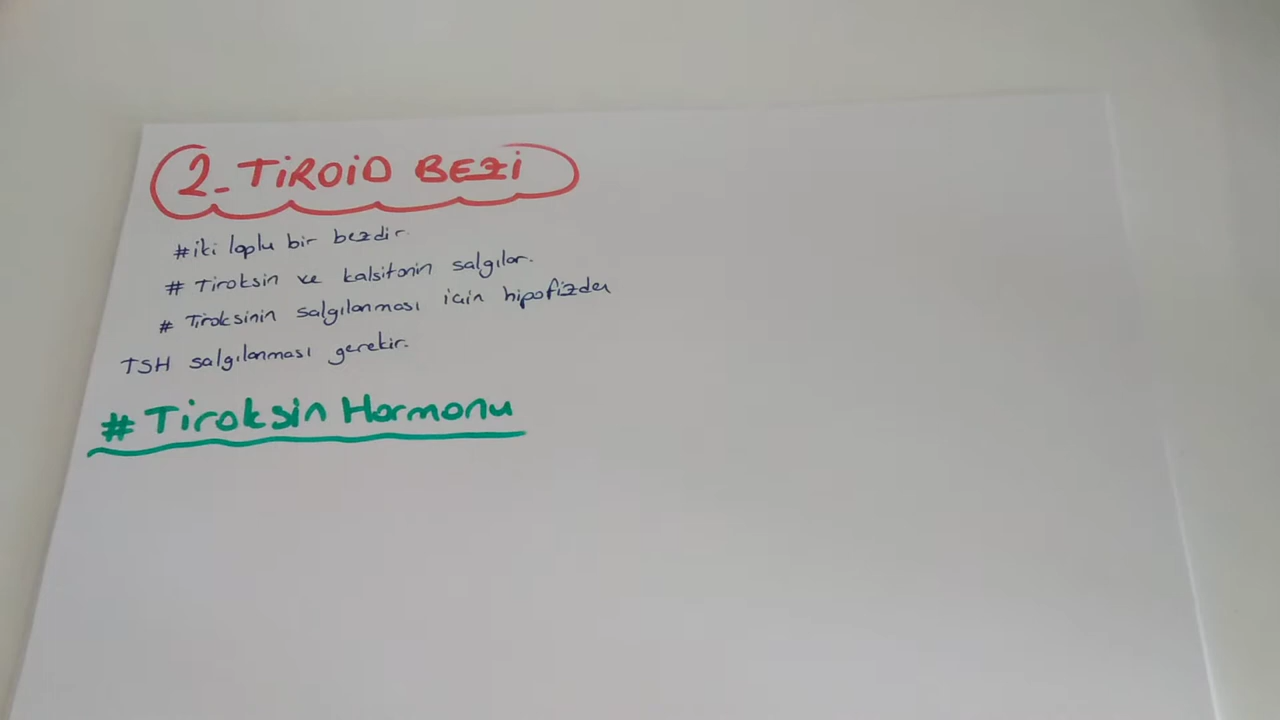 2_TİROİD BEZİ
#iki loplu bir bezdir.
# Tiroksin ve kalsitonin salgılar.
# Tiroksinin salgılanması için hipofizden
TSH salgılanması gerekir.
# Tiroksin Hormonu